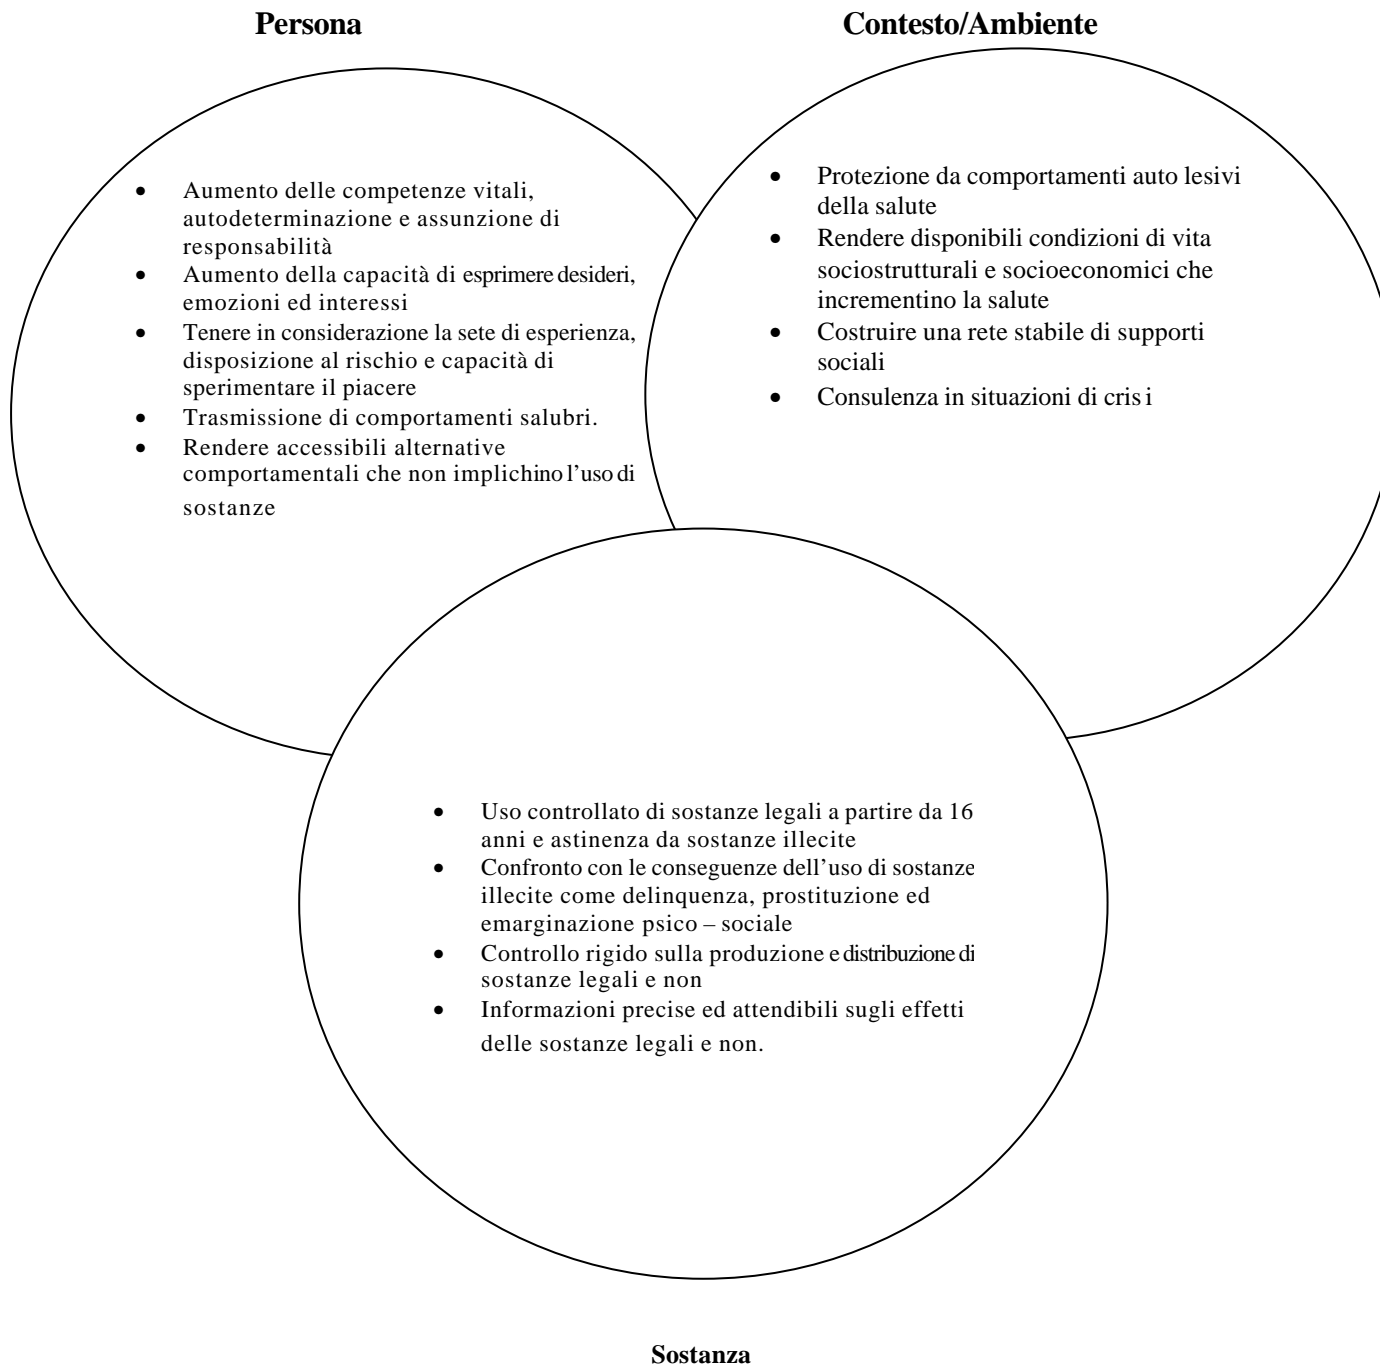 Persona
Contesto/Ambiente
• Aumento delle competenze vitali,
autodeterminazione e assunzione di
responsabilità
• Aumento della capacità di esprimere desideri,
emozioni ed interessi
• Tenere in considerazione la sete di esperienza,
disposizione al rischio e capacità di
sperimentare il piacere
• Trasmissione di comportamenti salubri.
• Rendere accessibili alternative
comportamentali che non implichino l’uso di
sostanze
• Protezione da comportamenti auto lesivi
della salute
• Rendere disponibili condizioni di vita
sociostrutturali e socioeconomici che
incrementino la salute
• Costruire una rete stabile di supporti
sociali
• Consulenza in situazioni di cris i
• Uso controllato di sostanze legali a partire da 16
anni e astinenza da sostanze illecite
• Confronto con le conseguenze dell’uso di sostanze
illecite come delinquenza, prostituzione ed
emarginazione psico – sociale
• Controllo rigido sulla produzione e distribuzione di
sostanze legali e non
• Informazioni precise ed attendibili sugli effetti
delle sostanze legali e non.
Sostanza